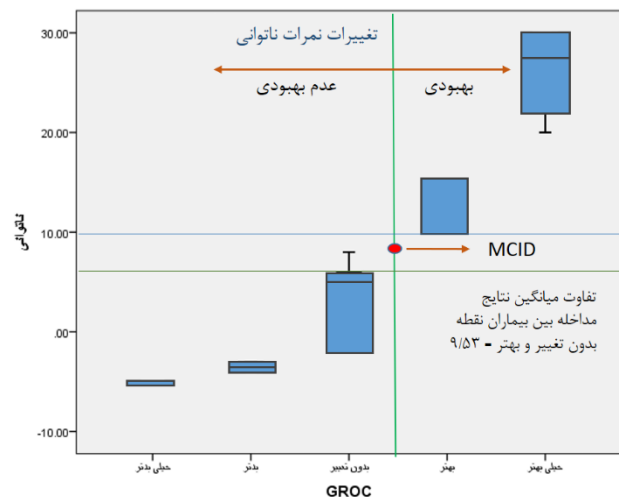 تغییرات نمرات ناتوانی
عدم بهبودی
بهبودی
30.00
20.00
10.00
.00
-10.00
ناتوانی
MCID
تفاوت میانگین نتایج
مداخله بین بیماران نقطه
بدون تغییر و بهتر = ۹/۵۳
خیلی بدتر
بدتر
بدون تغییر
بهتر
خیلی بهتر
GROC